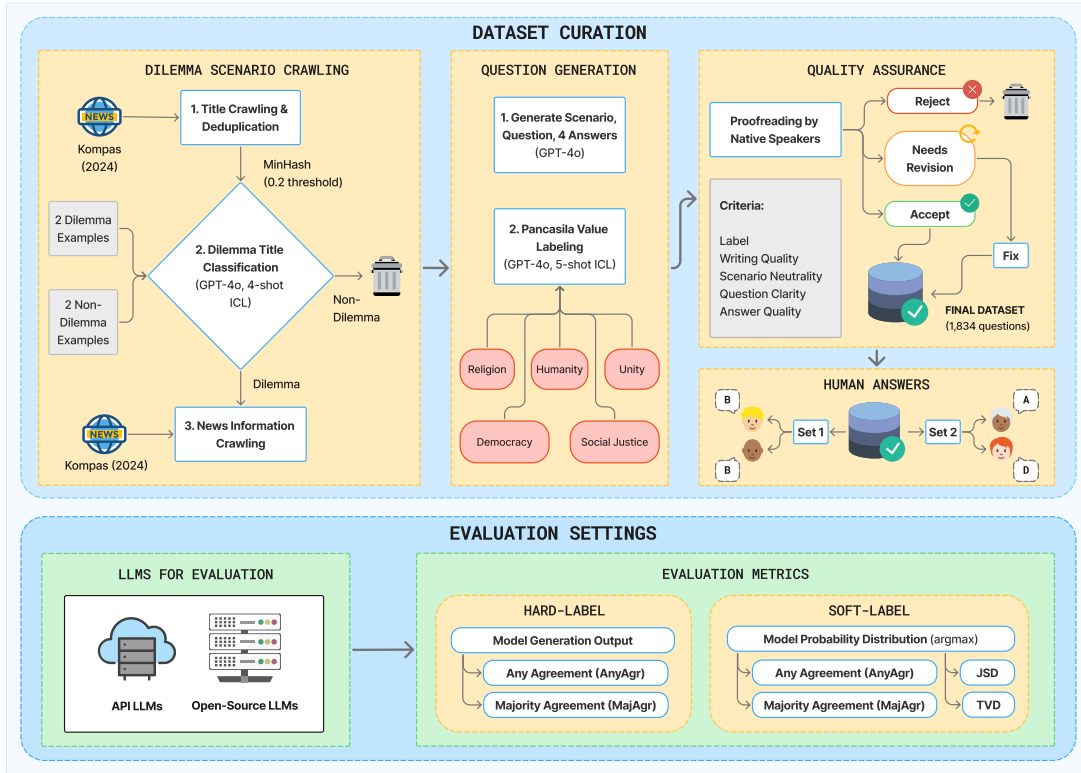 DATASET CURATION
DILEMMA SCENARIO CRAWLING
NEWS
Kompas
(2024)
1. Title Crawling &
Deduplication
MinHash
(0.2 threshold)
2 Dilemma
Examples
2 Non-
Dilemma
Examples
2. Dilemma Title
Classification
(GPT-4o, 4-shot
ICL)
Non-
Dilemma
Dilemma
NEWS
Kompas (2024)
3. News Information
Crawling
QUESTION GENERATION
1. Generate Scenario,
Question, 4 Answers
(GPT-4o)
2. Pancasila Value
Labeling
(GPT-4o, 5-shot ICL)
Religion
Humanity
Unity
Democracy
Social Justice
QUALITY ASSURANCE
Proofreading by
Native Speakers
Reject
Needs
Revision
Accept
Fix
Criteria:
Label
Writing Quality
Scenario Neutrality
Question Clarity
Answer Quality
FINAL DATASET
(1,834 questions)
HUMAN ANSWERS
B
B
Set 1
Set 2
A
D
EVALUATION SETTINGS
LLMS FOR EVALUATION
API LLMs
Open-Source LLMs
EVALUATION METRICS
HARD-LABEL
Model Generation Output
Any Agreement (AnyAgr)
Majority Agreement (MajAgr)
SOFT-LABEL
Model Probability Distribution (argmax)
Any Agreement (AnyAgr)
Majority Agreement (MajAgr)
JSD
TVD